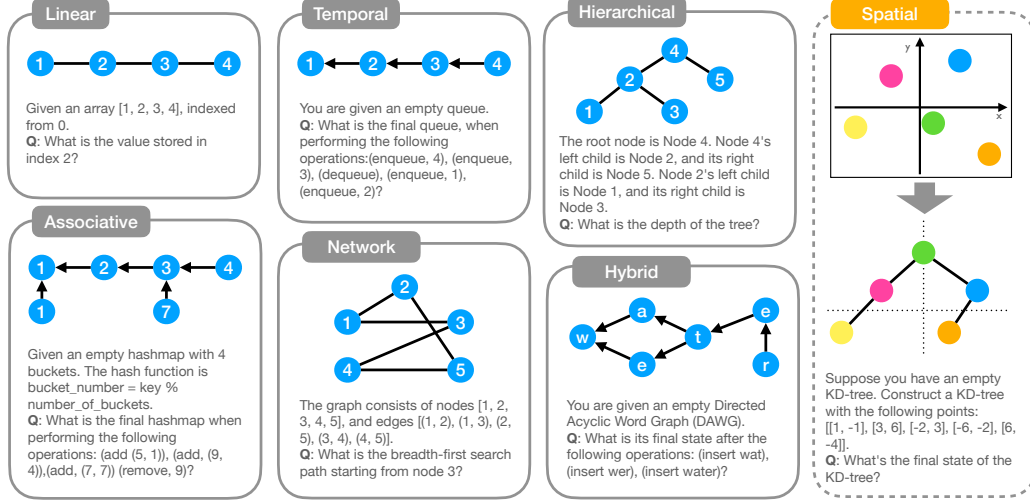 Linear
1 2 3 4
Given an array [1, 2, 3, 4], indexed
from 0.
Q: What is the value stored in
index 2?
Temporal
1 2 3 4
You are given an empty queue.
Q: What is the final queue, when
performing the following
operations:(enqueue, 4), (enqueue,
3), (dequeue), (enqueue, 1),
(enqueue, 2)?
Hierarchical
4
2 5
1 3
The root node is Node 4. Node 4's
left child is Node 2, and its right
child is Node 5. Node 2's left child
is Node 1, and its right child is
Node 3.
Q: What is the depth of the tree?
Associative
1 2 3 4
1 7
Given an empty hashmap with 4
buckets. The hash function is
bucket_number = key %
number_of_buckets.
Q: What is the final hashmap when
performing the following
operations: (add (5, 1)), (add, (9,
4)),(add, (7, 7)) (remove, 9)?
Network
2
1 3
4 5
The graph consists of nodes [1, 2,
3, 4, 5], and edges [(1, 2), (1, 3), (2,
5), (3, 4), (4, 5)].
Q: What is the breadth-first search
path starting from node 3?
Hybrid
a e
w t
e r
You are given an empty Directed
Acyclic Word Graph (DAWG).
Q: What is its final state after
the following operations: (insert wat),
(insert wer), (insert water)?
Spatial
y
x
Suppose you have an empty
KD-tree. Construct a KD-tree
with the following points:
[[1, -1], [3, 6], [-2, 3], [-6, -2], [6,
-4]].
Q: What's the final state of the
KD-tree?